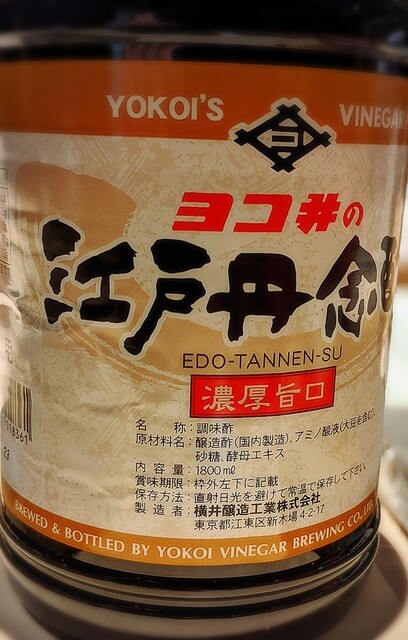 YOKOI'S VINEGAR
ヨコ井の
江戸丹念酢
EDO-TANNEN-SU
濃厚旨口
名　　称：調味酢
原材料名：醸造酢(国内製造)、アミノ酸液(大豆を含む)、
砂糖、酵母エキス
内 容 量：1800mℓ
賞味期限：枠外左下に記載
保存方法：直射日光を避けて常温で保存して下さい。
製 造 者：横井醸造工業株式会社
東京都江東区新木場4-2-17
BREWED & BOTTLED BY YOKOI VINEGAR BREWING CO., LTD.